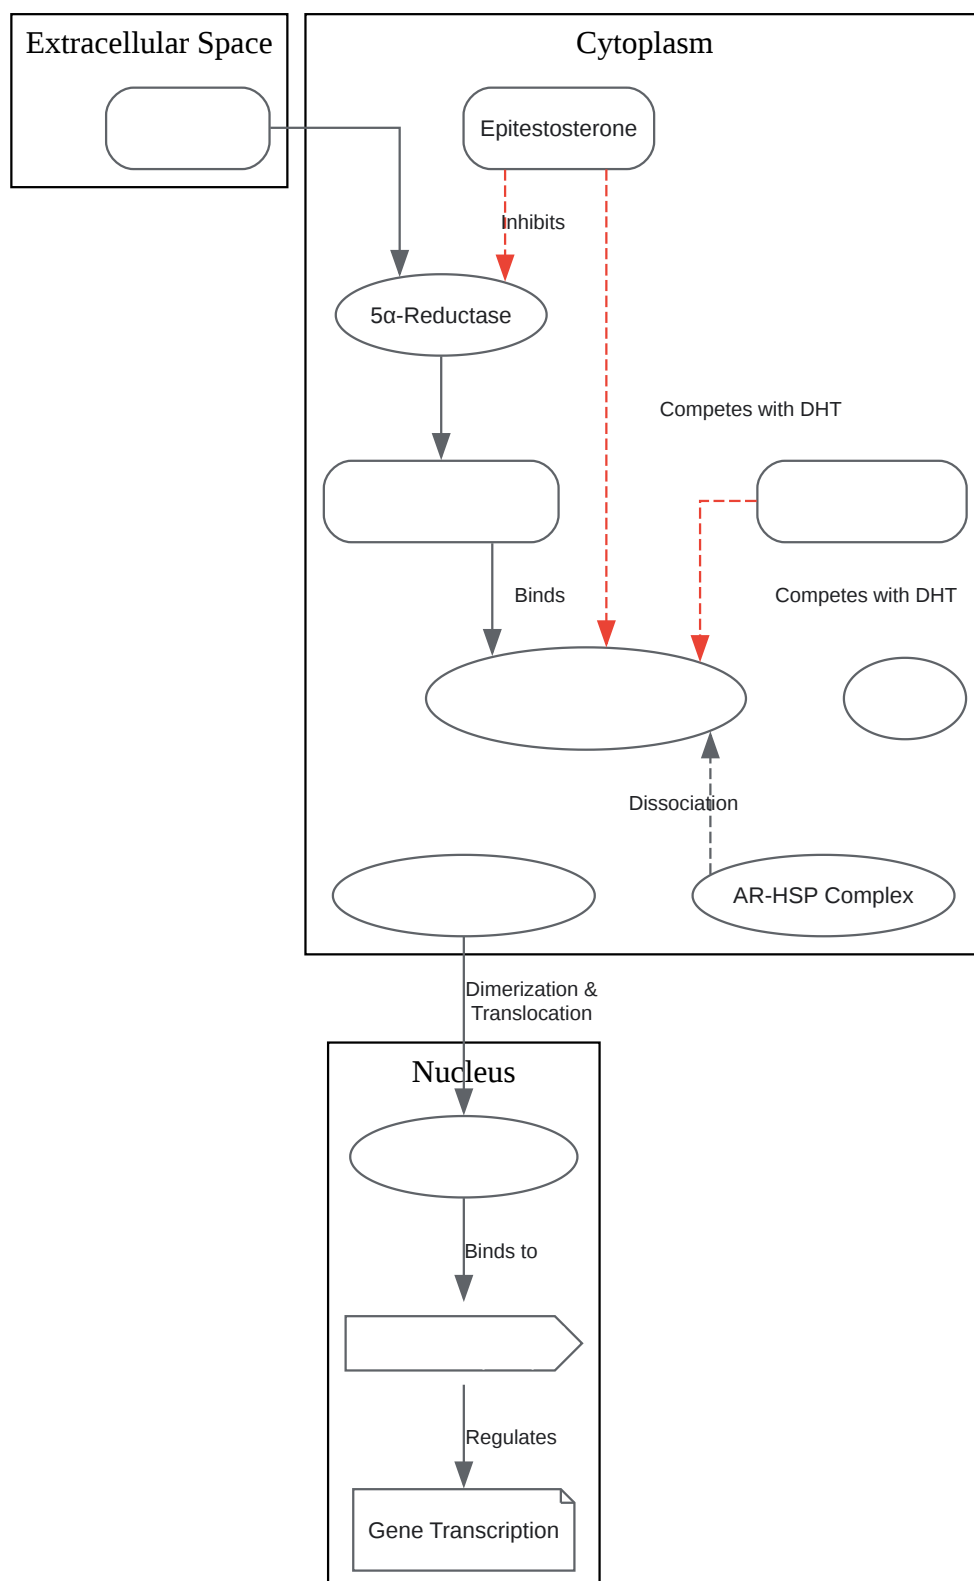 Extracellular Space
Cytoplasm
Epitestosterone
Inhibits
5α-Reductase
Competes with DHT
Binds
Competes with DHT
Dissociation
AR-HSP Complex
Dimerization &
Translocation
Nucleus
Binds to
Regulates
Gene Transcription